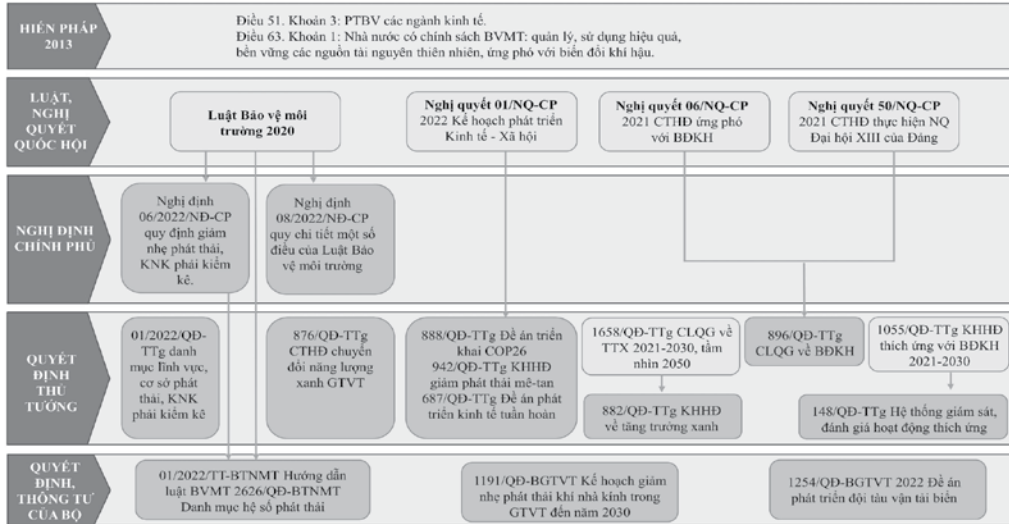 HIẾN PHÁP
2013
Điều 51. Khoản 3: PTBV các ngành kinh tế.
Điều 63. Khoản 1: Nhà nước có chính sách BVMT: quản lý, sử dụng hiệu quả,
bền vững các nguồn tài nguyên thiên nhiên, ứng phó với biến đổi khí hậu.
LUẬT,
NGHỊ
QUYẾT
QUỐC HỘI
Luật Bảo vệ môi
trường 2020
Nghị quyết 01/NQ-CP
2022 Kế hoạch phát triển
Kinh tế - Xã hội
Nghị quyết 06/NQ-CP
2021 CTHĐ ứng phó
với BĐKH
Nghị quyết 50/NQ-CP
2021 CTHĐ thực hiện NQ
Đại hội XIII của Đảng
NGHỊ ĐỊNH
CHÍNH PHỦ
Nghị định
06/2022/NĐ-CP
quy định giảm
nhẹ phát thải,
KNK phải kiểm
kê.
Nghị định
08/2022/NĐ-CP
quy chi tiết một số
điều của Luật Bảo
vệ môi trường
QUYẾT
ĐỊNH
THỦ
TƯỚNG
01/2022/QĐ-
TTg danh
mục lĩnh vực,
cơ sở phát
thải, KNK
phải kiểm kê
876/QĐ-TTg
CTHĐ chuyển
đổi năng lượng
xanh GTVT
888/QĐ-TTg Đề án triển
khai COP26
942/QĐ-TTg KHHĐ
giảm phát thải mê-tan
687/QĐ-TTg Đề án phát
triển kinh tế tuần hoàn
1658/QĐ-TTg CLQG về
TTX 2021-2030, tầm
nhìn 2050
882/QĐ-TTg KHHĐ
về tăng trưởng xanh
896/QĐ-TTg
CLQG về BĐKH
1055/QĐ-TTg KHHĐ
thích ứng với BĐKH
2021-2030
148/QĐ-TTg Hệ thống giám sát,
đánh giá hoạt động thích ứng
QUYẾT
ĐỊNH,
THÔNG TƯ
CỦA BỘ
01/2022/TT-BTNMT Hướng dẫn
luật BVMT 2626/QĐ-BTNMT
Danh mục hệ số phát thải
1191/QĐ-BGTVT Kế hoạch giảm
nhẹ phát thải khí nhà kính trong
GTVT đến năm 2030
1254/QĐ-BGTVT 2022 Đề án
phát triển đội tàu vận tải biển